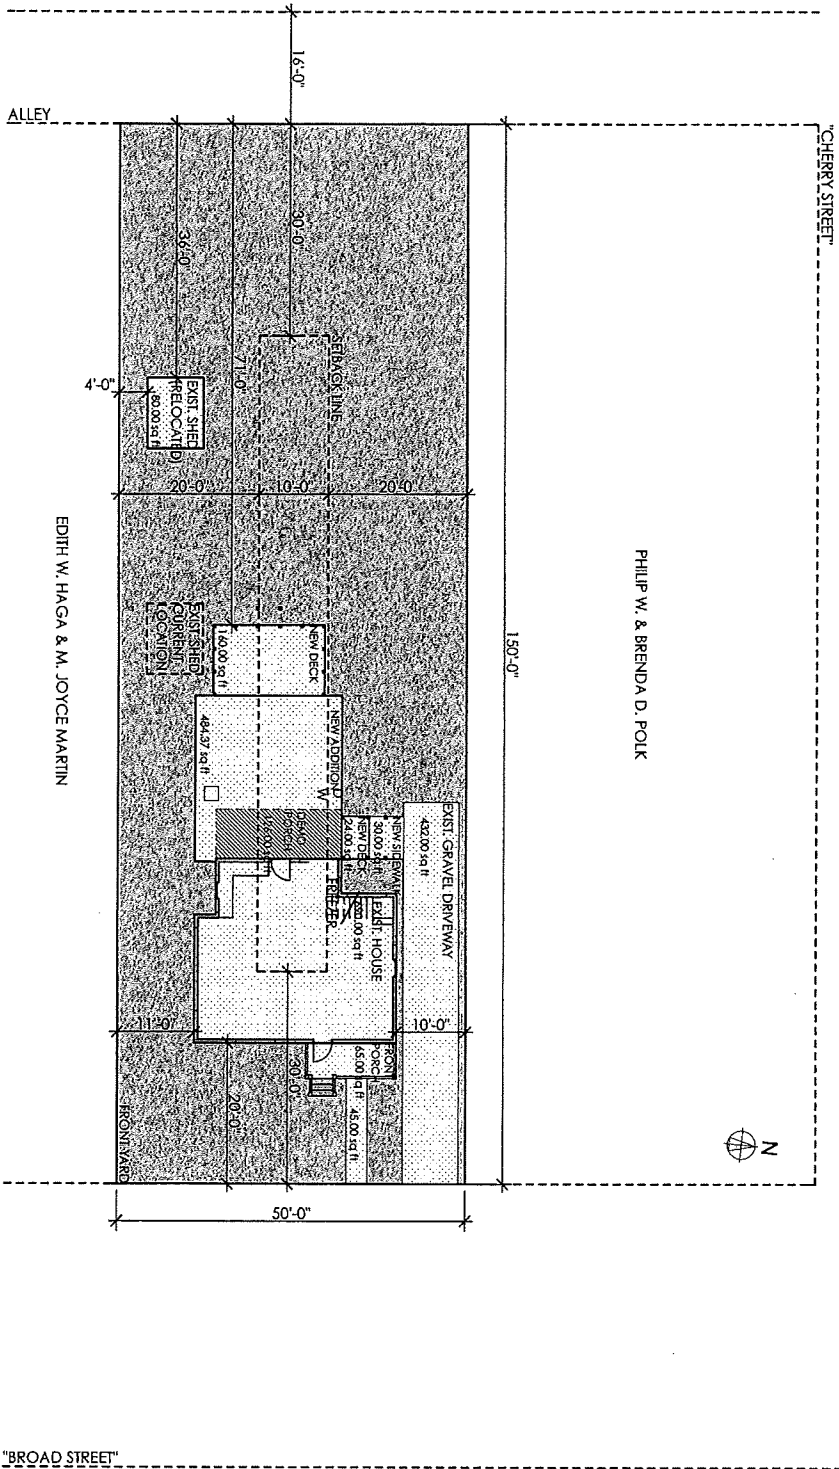 16'-0"
ALLEY
"CHERRY STREET"
30'-0"
36'-0"
SETBACK LINE
71'-0"
4'-0"
EXIST. SHED
(RELOCATED)
80.00 sq ft
20'-0"
10'-0"
20'-0"
EDITH W. HAGA & M. JOYCE MARTIN
PHILIP W. & BRENDA D. POLK
150'-0"
EXIST. SHED
CURRENT
LOCATION
NEW DECK
160.00 sq ft
NEW ADDITION
484.37 sq ft
W
DEMO
PORCH
NEW SIDEWALK
30.00 sq ft
NEW DECK
24.00 sq ft
EXIST. GRAVEL DRIVEWAY
432.00 sq ft
FREEZER
EXIST. HOUSE
11'-0"
10'-0"
FRONT
PORCH
65.00 sq ft
45.00 sq ft
30'-0"
20'-0"
FRONT YARD
N
50'-0"
"BROAD STREET"